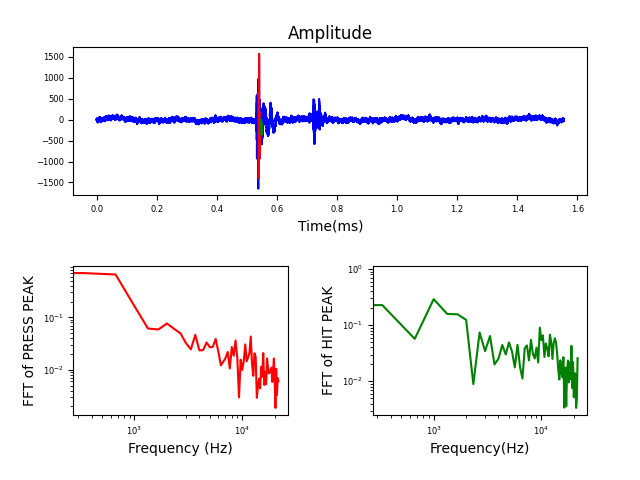 Amplitude
1500
1000
500
0
−500
−1000
−1500
0.0 0.2 0.4 0.6 0.8 1.0 1.2 1.4 1.6
Time(ms)
FFT of PRESS PEAK
10⁻¹
10⁻²
10³ 10⁴
Frequency (Hz)
FFT of HIT PEAK
10⁰
10⁻¹
10⁻²
10³ 10⁴
Frequency(Hz)